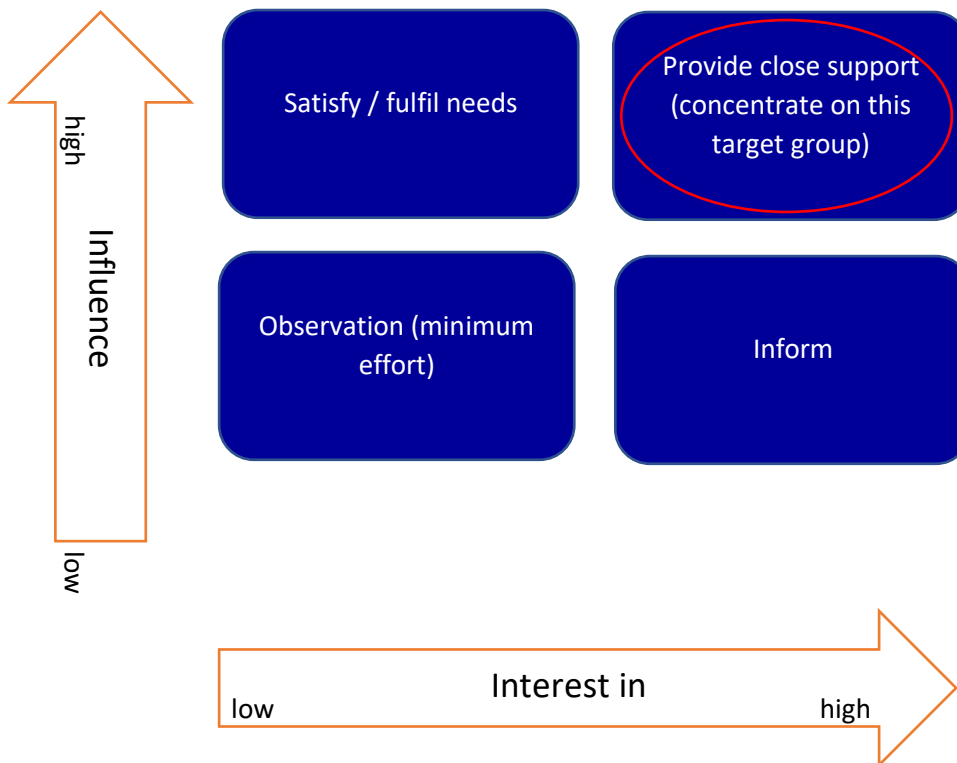 Satisfy / fulfil needs
Provide close support
(concentrate on this
target group)
high
Influence
low
Observation (minimum
effort)
Inform
Interest in
low
high